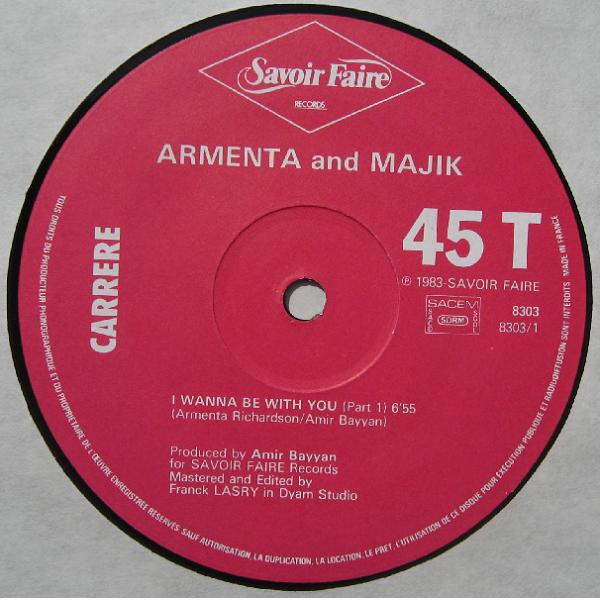 Savoir Faire
RECORDS
ARMENTA and MAJIK
CARRERE
45 T
℗ 1983-SAVOIR FAIRE
SACEM
SDRM
8303
8303/1
I WANNA BE WITH YOU (Part 1) 6'55
(Armenta Richardson/Amir Bayyan)
Produced by Amir Bayyan
for SAVOIR FAIRE Records
Mastered and Edited by
Franck LASRY in Dyam Studio
TOUS DROITS DU PRODUCTEUR PHONOGRAPHIQUE ET DU PROPRIETAIRE DE L'ŒUVRE ENREGISTREE RESERVES. SAUF AUTORISATION, LA DUPLICATION, LA LOCATION, LE PRET, L'UTILISATION DE CE DISQUE POUR EXECUTION PUBLIQUE ET RADIODIFFUSION SONT INTERDITS MADE IN FRANCE